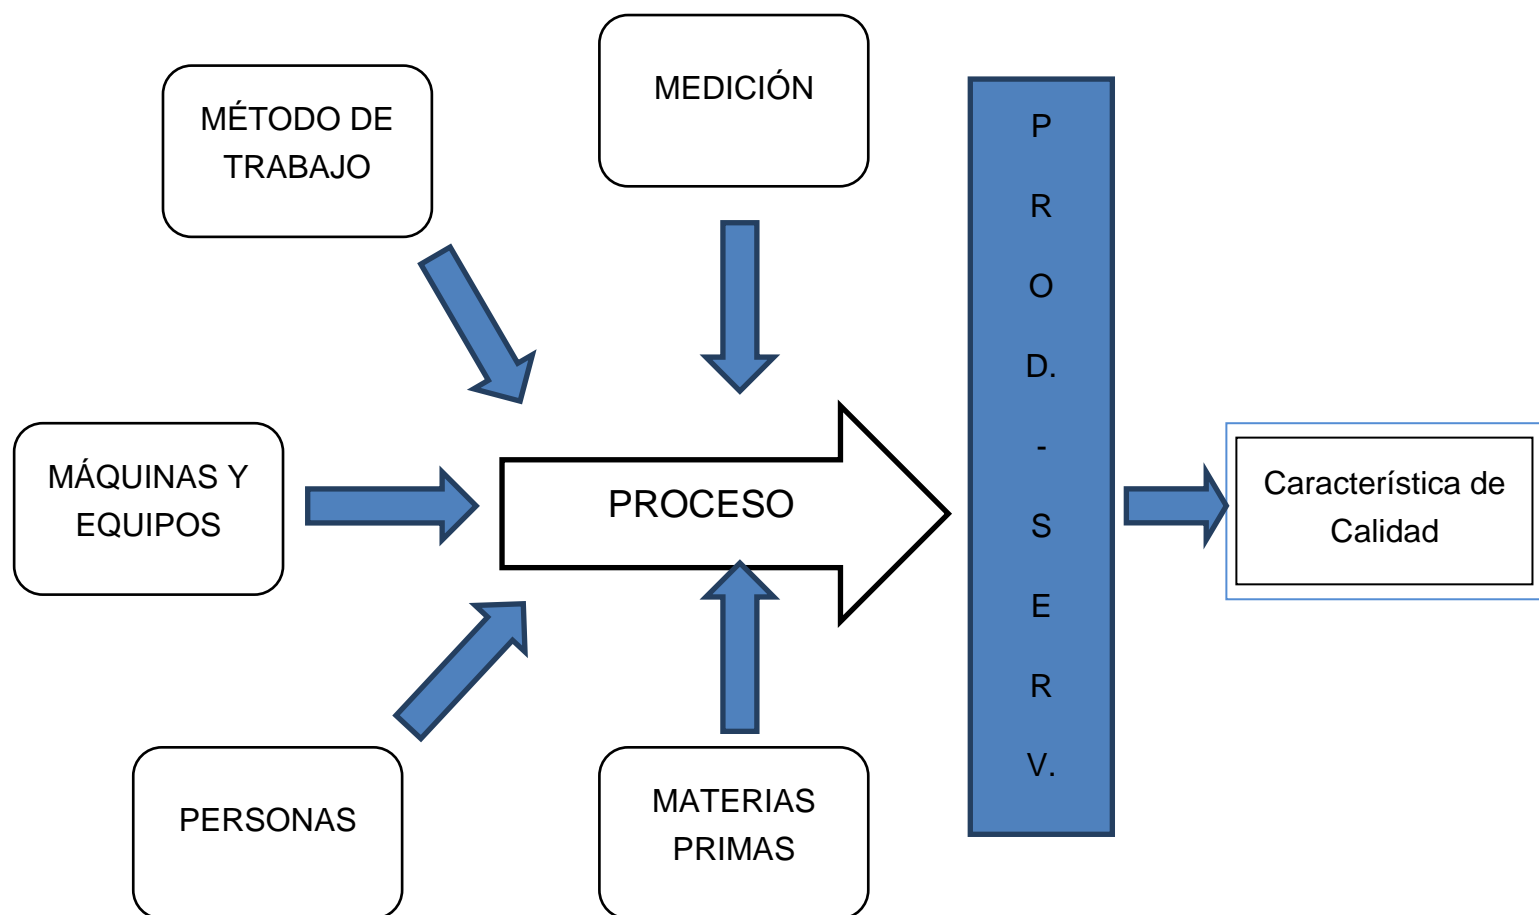 MEDICIÓN
MÉTODO DE
TRABAJO
MÁQUINAS Y
EQUIPOS
PERSONAS
MATERIAS
PRIMAS
PROCESO
P
R
O
D.
-
S
E
R
V.
Característica de
Calidad